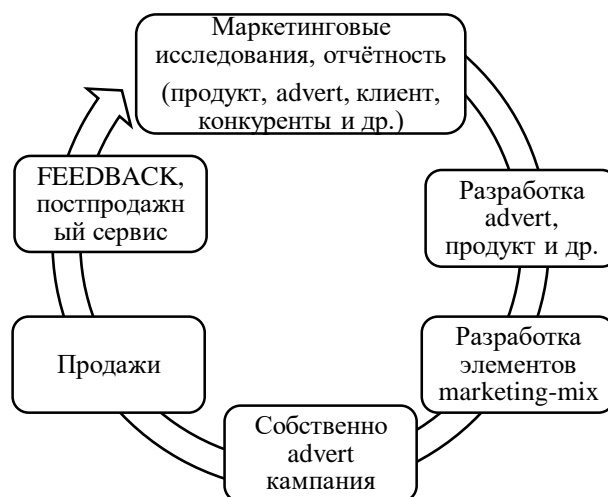 Маркетинговые
исследования, отчётность
(продукт, advert, клиент,
конкуренты и др.)
Разработка
advert,
продукт и др.
Разработка
элементов
marketing-mix
Собственно
advert
кампания
Продажи
FEEDBACK,
постпродажн
ый сервис